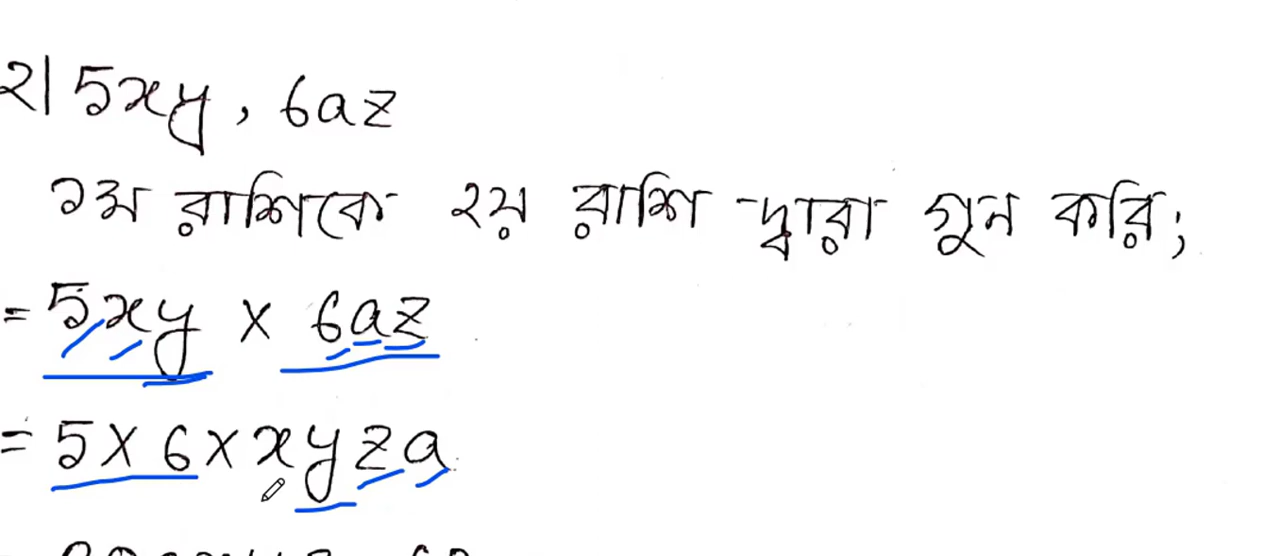 ২। 5xy, 6az
১ম রাশিকে ২য় রাশি দ্বারা গুন করি;
= 5xy × 6az
= 5 × 6 × xyza